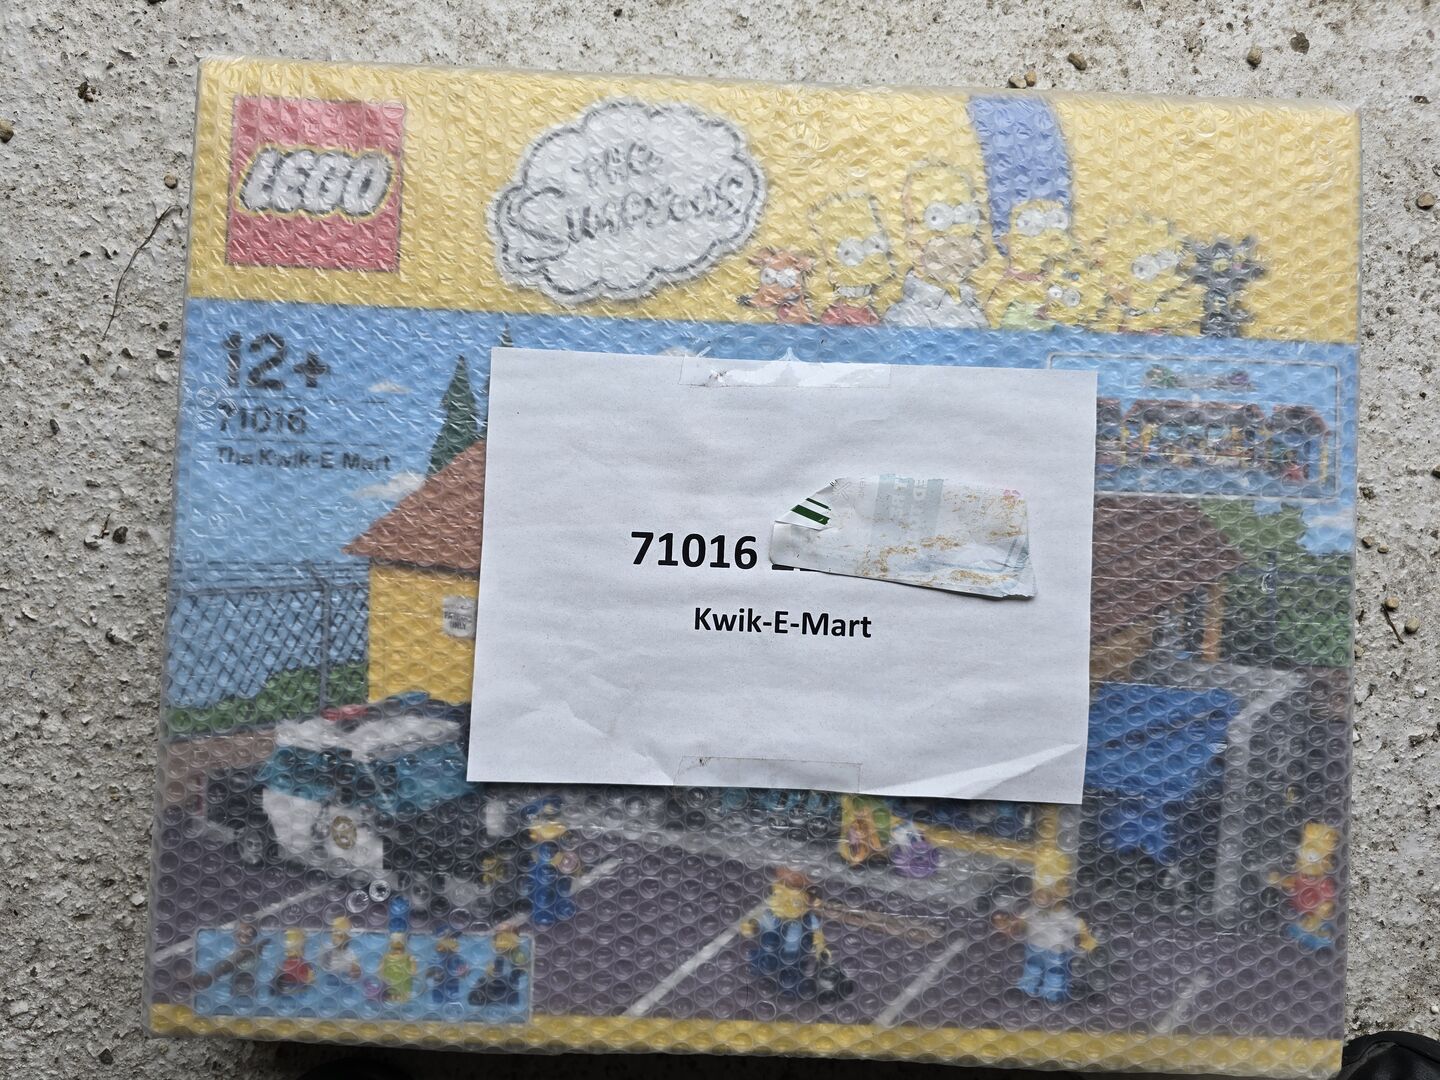 LEGO
THE
SIMPSONS
12+
71016
The Kwik-E-Mart
71016
Kwik-E-Mart